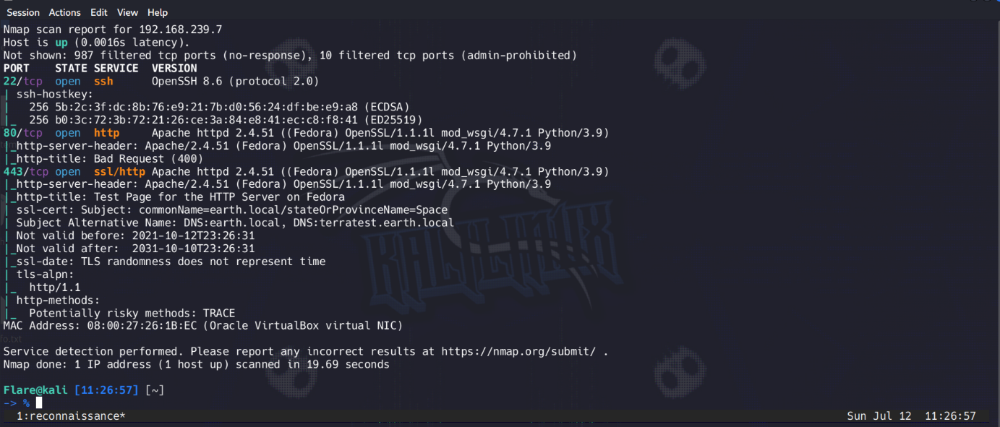 Session Actions Edit View Help
Nmap scan report for 192.168.239.7
Host is up (0.0016s latency).
Not shown: 987 filtered tcp ports (no-response), 10 filtered tcp ports (admin-prohibited)
PORT    STATE SERVICE  VERSION
22/tcp  open  ssh      OpenSSH 8.6 (protocol 2.0)
| ssh-hostkey:
|   256 5b:2c:3f:dc:8b:76:e9:21:7b:d0:56:24:df:be:e9:a8 (ECDSA)
|_  256 b0:3c:72:3b:72:21:26:ce:3a:84:e8:41:ec:c8:f8:41 (ED25519)
80/tcp  open  http     Apache httpd 2.4.51 ((Fedora) OpenSSL/1.1.1l mod_wsgi/4.7.1 Python/3.9)
|_http-server-header: Apache/2.4.51 (Fedora) OpenSSL/1.1.1l mod_wsgi/4.7.1 Python/3.9
|_http-title: Bad Request (400)
443/tcp open  ssl/http Apache httpd 2.4.51 ((Fedora) OpenSSL/1.1.1l mod_wsgi/4.7.1 Python/3.9)
|_http-server-header: Apache/2.4.51 (Fedora) OpenSSL/1.1.1l mod_wsgi/4.7.1 Python/3.9
|_http-title: Test Page for the HTTP Server on Fedora
| ssl-cert: Subject: commonName=earth.local/stateOrProvinceName=Space
| Subject Alternative Name: DNS:earth.local, DNS:terratest.earth.local
| Not valid before: 2021-10-12T23:26:31
|_Not valid after:  2031-10-10T23:26:31
|_ssl-date: TLS randomness does not represent time
| tls-alpn:
|_  http/1.1
| http-methods:
|_  Potentially risky methods: TRACE
MAC Address: 08:00:27:26:1B:EC (Oracle VirtualBox virtual NIC)
fo.txt
Service detection performed. Please report any incorrect results at https://nmap.org/submit/ .
Nmap done: 1 IP address (1 host up) scanned in 19.69 seconds
Flare@kali [11:26:57] [~]
-> %
1:reconnaissance* Sun Jul 12 11:26:57
KALI LINUX